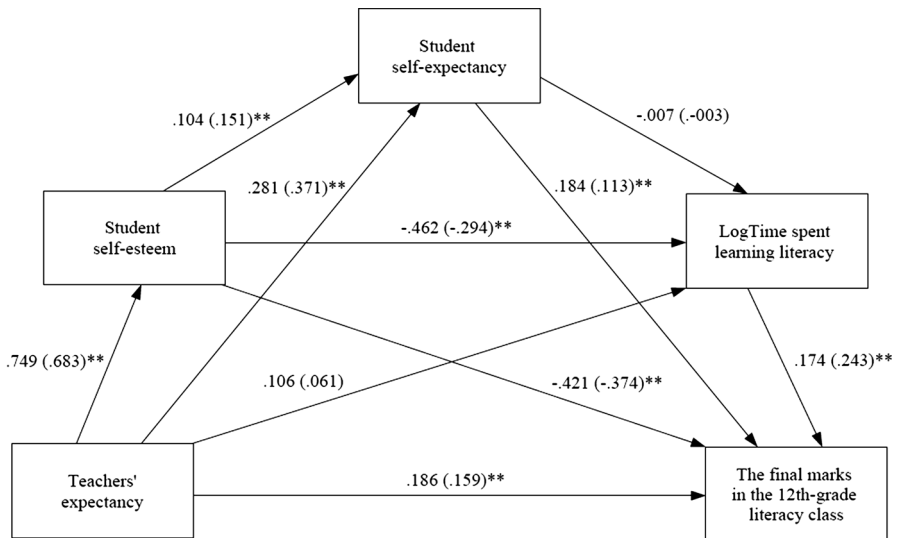 Student
self-expectancy
.104 (.151)**
-.007 (.-003)
.281 (.371)**
.184 (.113)**
Student
self-esteem
-.462 (-.294)**
LogTime spent
learning literacy
.749 (.683)**
.106 (.061)
-.421 (-.374)**
.174 (.243)**
Teachers'
expectancy
.186 (.159)**
The final marks
in the 12th-grade
literacy class